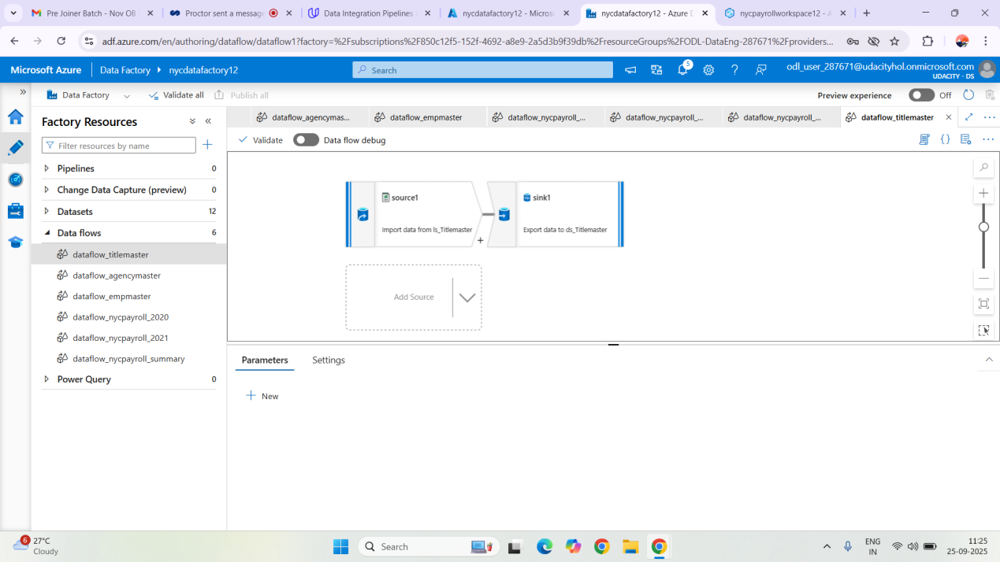 Pre Joiner Batch - Nov OB
Proctor sent a message
Data Integration Pipelines
nycdatafactory12 - Micros
nycdatafactory12 - Azure D
nycpayrollworkspace12 - A
adf.azure.com/en/authoring/dataflow/dataflow1?factory=%2Fsubscriptions%2F850c12f5-152f-4692-a8e9-2a5d3b9f39db%2FresourceGroups%2FODL-DataEng-287671%2Fproviders...
Microsoft Azure
Data Factory
nycdatafactory12
Search
5
odl_user_287671@udacityhol.onmicrosoft.com
UDACITY - DS
Data Factory
Validate all
Publish all
Preview experience
Off
Factory Resources
Filter resources by name
Pipelines 0
Change Data Capture (preview) 0
Datasets 12
Data flows 6
dataflow_titlemaster
dataflow_agencymaster
dataflow_empmaster
dataflow_nycpayroll_2020
dataflow_nycpayroll_2021
dataflow_nycpayroll_summary
Power Query 0
dataflow_agencymas...
dataflow_empmaster
dataflow_nycpayroll_...
dataflow_nycpayroll_...
dataflow_nycpayroll_...
dataflow_titlemaster
Validate
Data flow debug
source1
Import data from ls_Titlemaster
sink1
Export data to ds_Titlemaster
Add Source
Parameters
Settings
New
6
27°C
Cloudy
Search
ENG
IN
11:25
25-09-2025